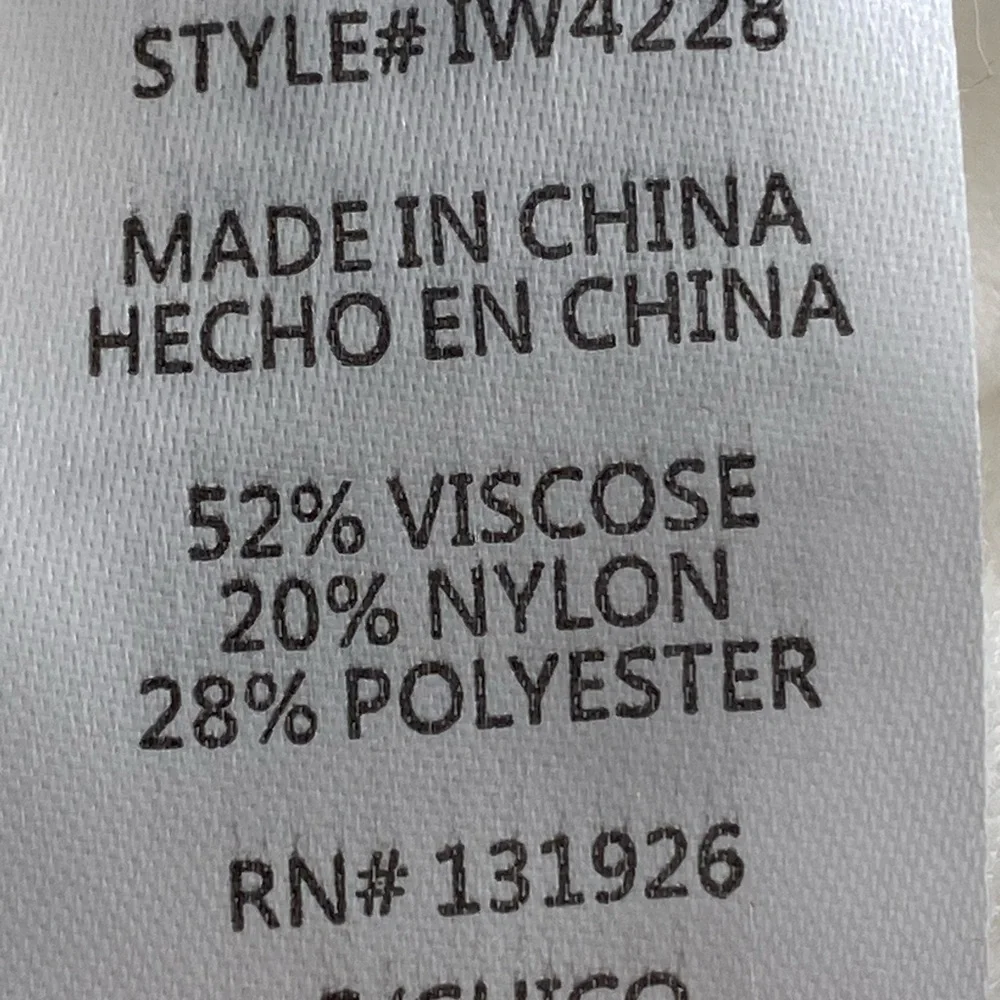 STYLE# IW4228
MADE IN CHINA
HECHO EN CHINA
52% VISCOSE
20% NYLON
28% POLYESTER
RN# 131926